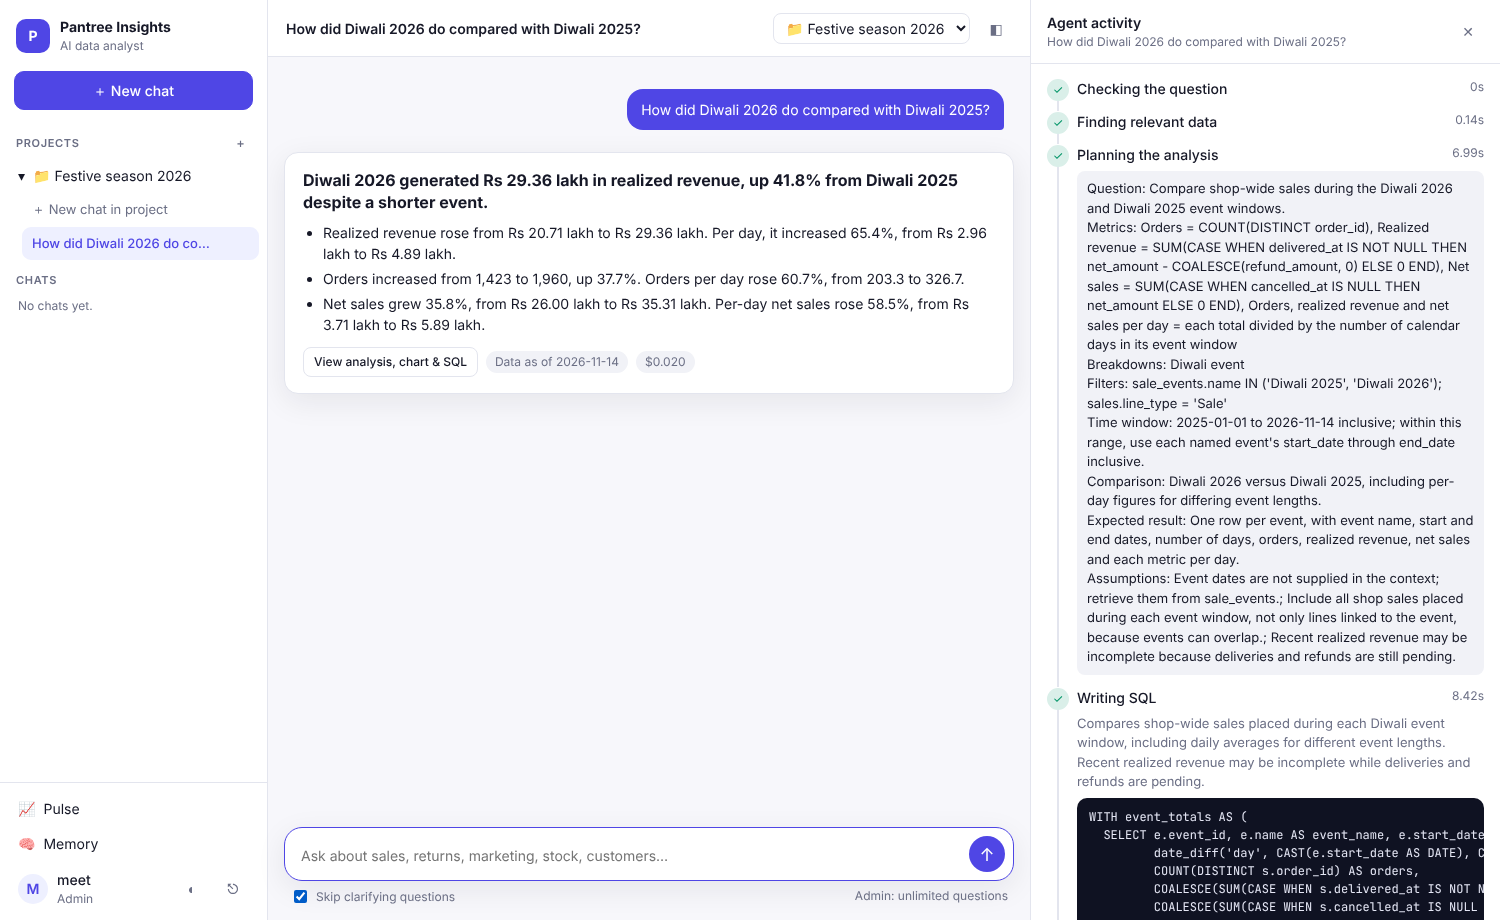 P
Pantree Insights
AI data analyst
+ New chat
PROJECTS +
▼ 📁 Festive season 2026
+ New chat in project
How did Diwali 2026 do co...
CHATS
No chats yet.
📈 Pulse
🧠 Memory
M
meet
Admin
How did Diwali 2026 do compared with Diwali 2025?
📁 Festive season 2026
How did Diwali 2026 do compared with Diwali 2025?
Diwali 2026 generated Rs 29.36 lakh in realized revenue, up 41.8% from Diwali 2025
despite a shorter event.
• Realized revenue rose from Rs 20.71 lakh to Rs 29.36 lakh. Per day, it increased 65.4%, from Rs 2.96
lakh to Rs 4.89 lakh.
• Orders increased from 1,423 to 1,960, up 37.7%. Orders per day rose 60.7%, from 203.3 to 326.7.
• Net sales grew 35.8%, from Rs 26.00 lakh to Rs 35.31 lakh. Per-day net sales rose 58.5%, from Rs
3.71 lakh to Rs 5.89 lakh.
View analysis, chart & SQL Data as of 2026-11-14 $0.020
Ask about sales, returns, marketing, stock, customers...
Skip clarifying questions Admin: unlimited questions
Agent activity
How did Diwali 2026 do compared with Diwali 2025?
Checking the question 0s
Finding relevant data 0.14s
Planning the analysis 6.99s
Question: Compare shop-wide sales during the Diwali 2026
and Diwali 2025 event windows.
Metrics: Orders = COUNT(DISTINCT order_id), Realized
revenue = SUM(CASE WHEN delivered_at IS NOT NULL THEN
net_amount - COALESCE(refund_amount, 0) ELSE 0 END), Net
sales = SUM(CASE WHEN cancelled_at IS NULL THEN
net_amount ELSE 0 END), Orders, realized revenue and net
sales per day = each total divided by the number of calendar
days in its event window
Breakdowns: Diwali event
Filters: sale_events.name IN ('Diwali 2025', 'Diwali 2026');
sales.line_type = 'Sale'
Time window: 2025-01-01 to 2026-11-14 inclusive; within this
range, use each named event's start_date through end_date
inclusive.
Comparison: Diwali 2026 versus Diwali 2025, including per-
day figures for differing event lengths.
Expected result: One row per event, with event name, start and
end dates, number of days, orders, realized revenue, net sales
and each metric per day.
Assumptions: Event dates are not supplied in the context;
retrieve them from sale_events.; Include all shop sales placed
during each event window, not only lines linked to the event,
because events can overlap.; Recent realized revenue may be
incomplete because deliveries and refunds are still pending.
Writing SQL 8.42s
Compares shop-wide sales placed during each Diwali event
window, including daily averages for different event lengths.
Recent realized revenue may be incomplete while deliveries and
refunds are pending.
WITH event_totals AS (
SELECT e.event_id, e.name AS event_name, e.start_date
date_diff('day', CAST(e.start_date AS DATE), C
COUNT(DISTINCT s.order_id) AS orders,
COALESCE(SUM(CASE WHEN s.delivered_at IS NOT N
COALESCE(SUM(CASE WHEN s.cancelled_at IS NULL